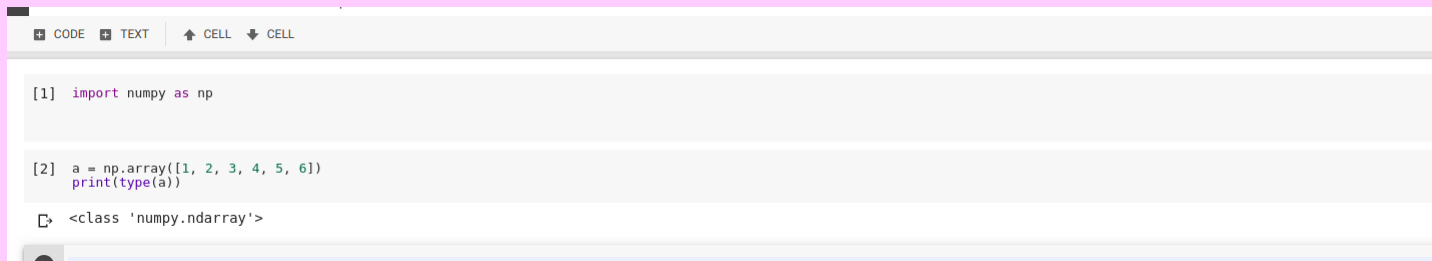 CODE TEXT CELL CELL
[1] import numpy as np
[2] a = np.array([1, 2, 3, 4, 5, 6])
print(type(a))
<class 'numpy.ndarray'>